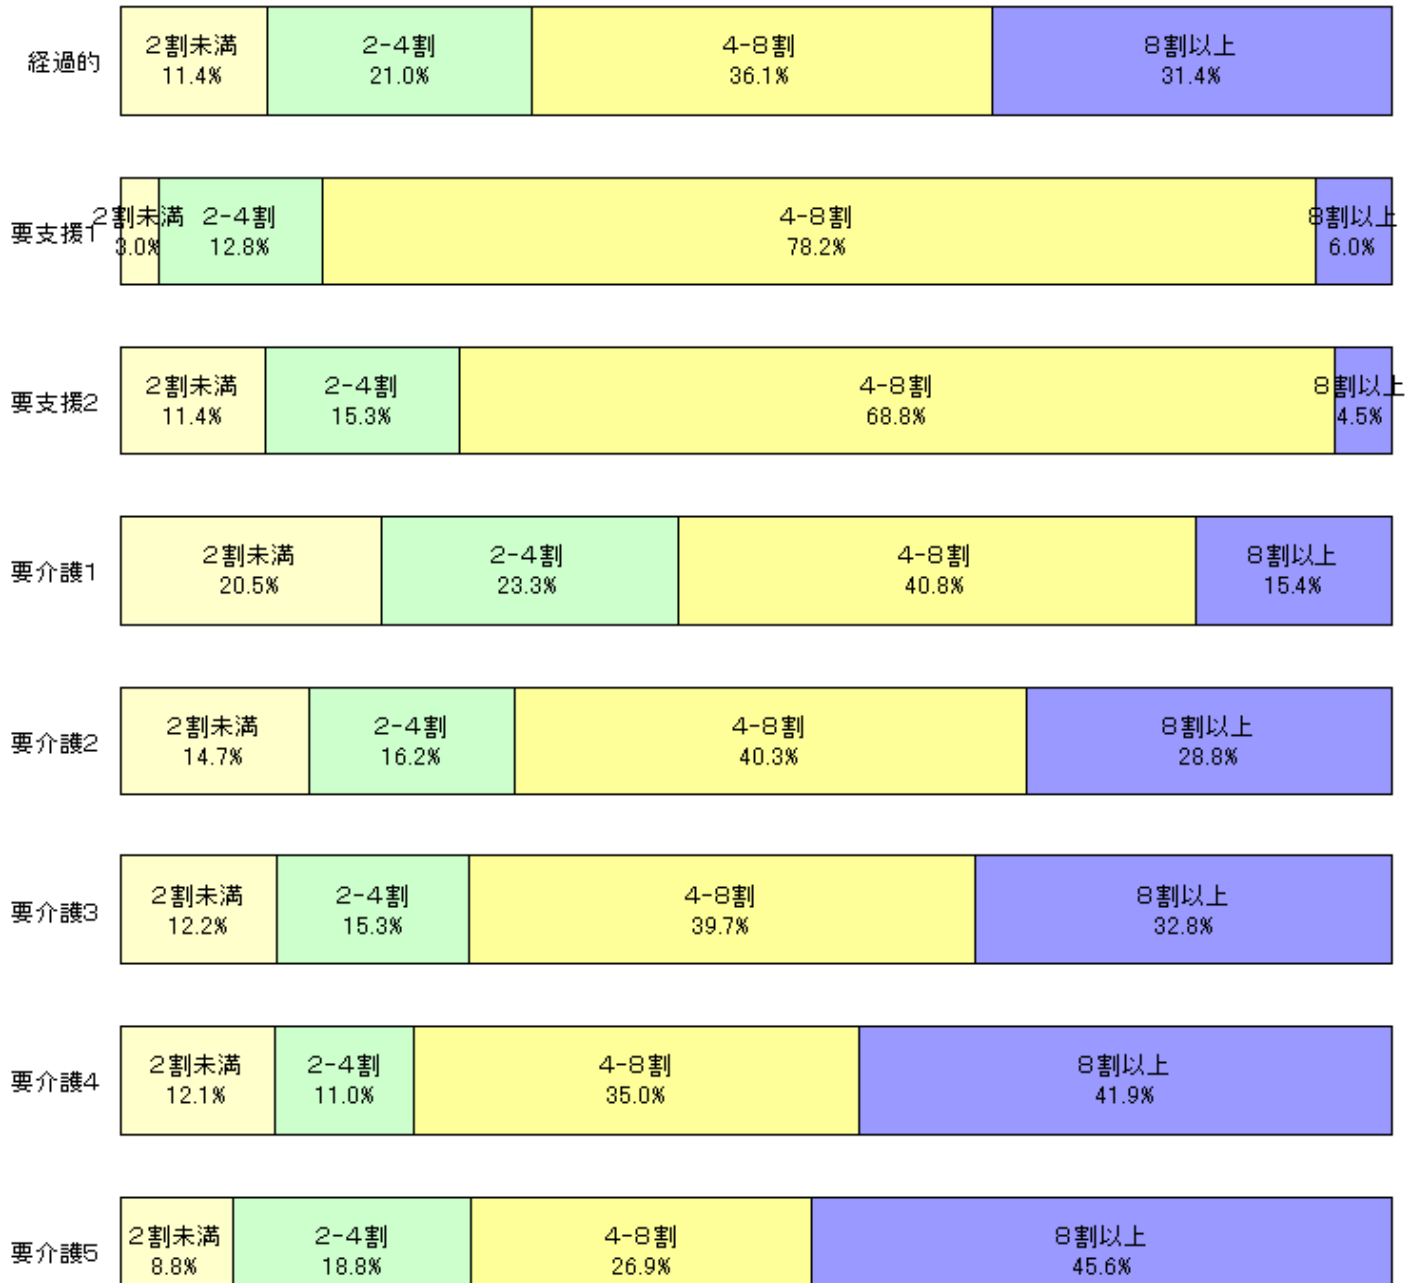 経過的
2割未満 2-4割 4-8割 8割以上
11.4% 21.0% 36.1% 31.4%
要支援1
2割未満 2-4割 4-8割 8割以上
3.0% 12.8% 78.2% 6.0%
要支援2
2割未満 2-4割 4-8割 8割以上
11.4% 15.3% 68.8% 4.5%
要介護1
2割未満 2-4割 4-8割 8割以上
20.5% 23.3% 40.8% 15.4%
要介護2
2割未満 2-4割 4-8割 8割以上
14.7% 16.2% 40.3% 28.8%
要介護3
2割未満 2-4割 4-8割 8割以上
12.2% 15.3% 39.7% 32.8%
要介護4
2割未満 2-4割 4-8割 8割以上
12.1% 11.0% 35.0% 41.9%
要介護5
2割未満 2-4割 4-8割 8割以上
8.8% 18.8% 26.9% 45.6%